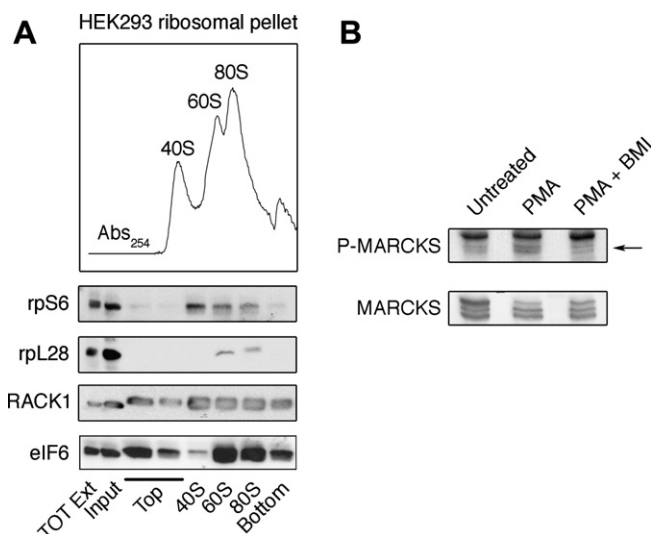 A
HEK293 ribosomal pellet
80S
60S
40S
Abs254
rpS6
rpL28
RACK1
eIF6
TOT Ext
Input
Top
40S
60S
80S
Bottom
B
Untreated
PMA
PMA + BMI
P-MARCKS
MARCKS